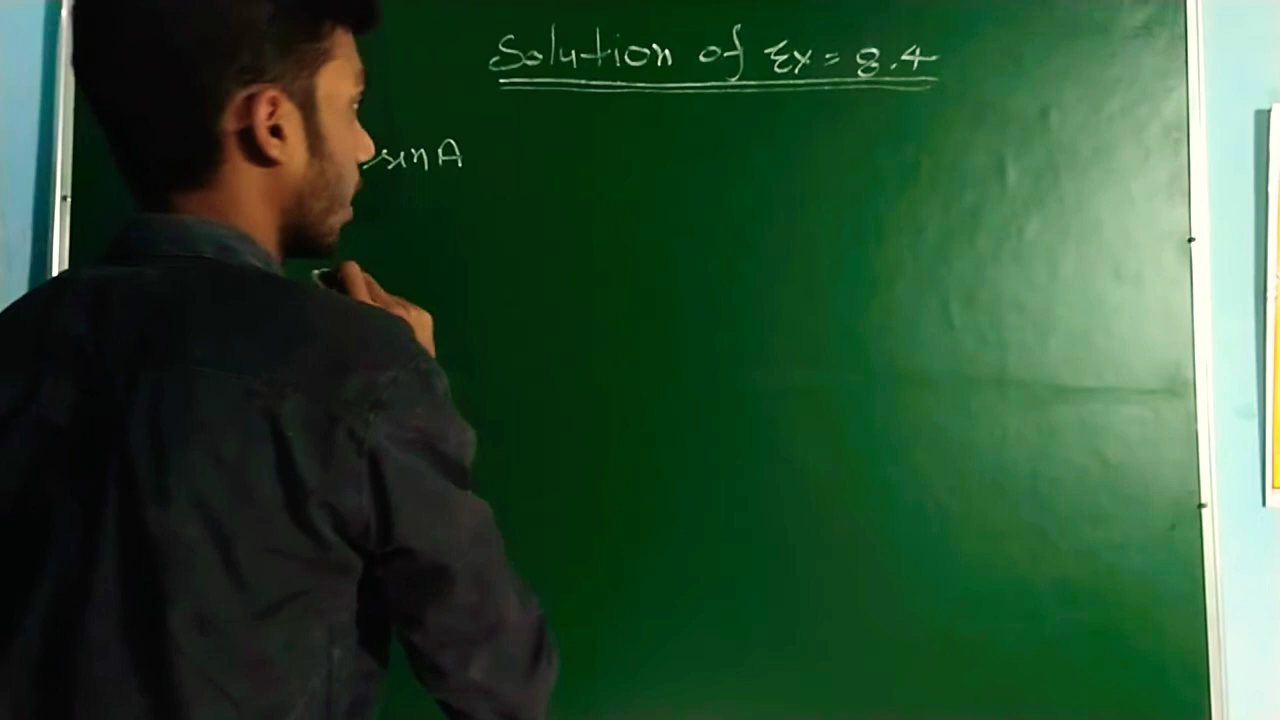 Solution of Ex = 8.4
sin A